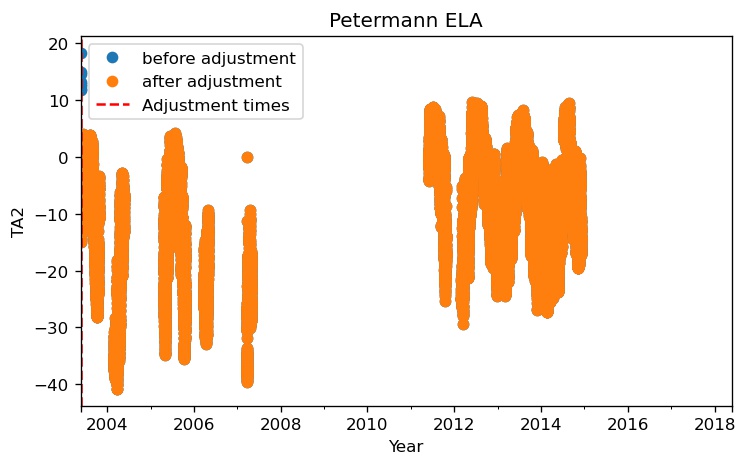 Petermann ELA
before adjustment
after adjustment
Adjustment times
TA2
20
10
0
−10
−20
−30
−40
2004
2006
2008
2010
2012
2014
2016
2018
Year